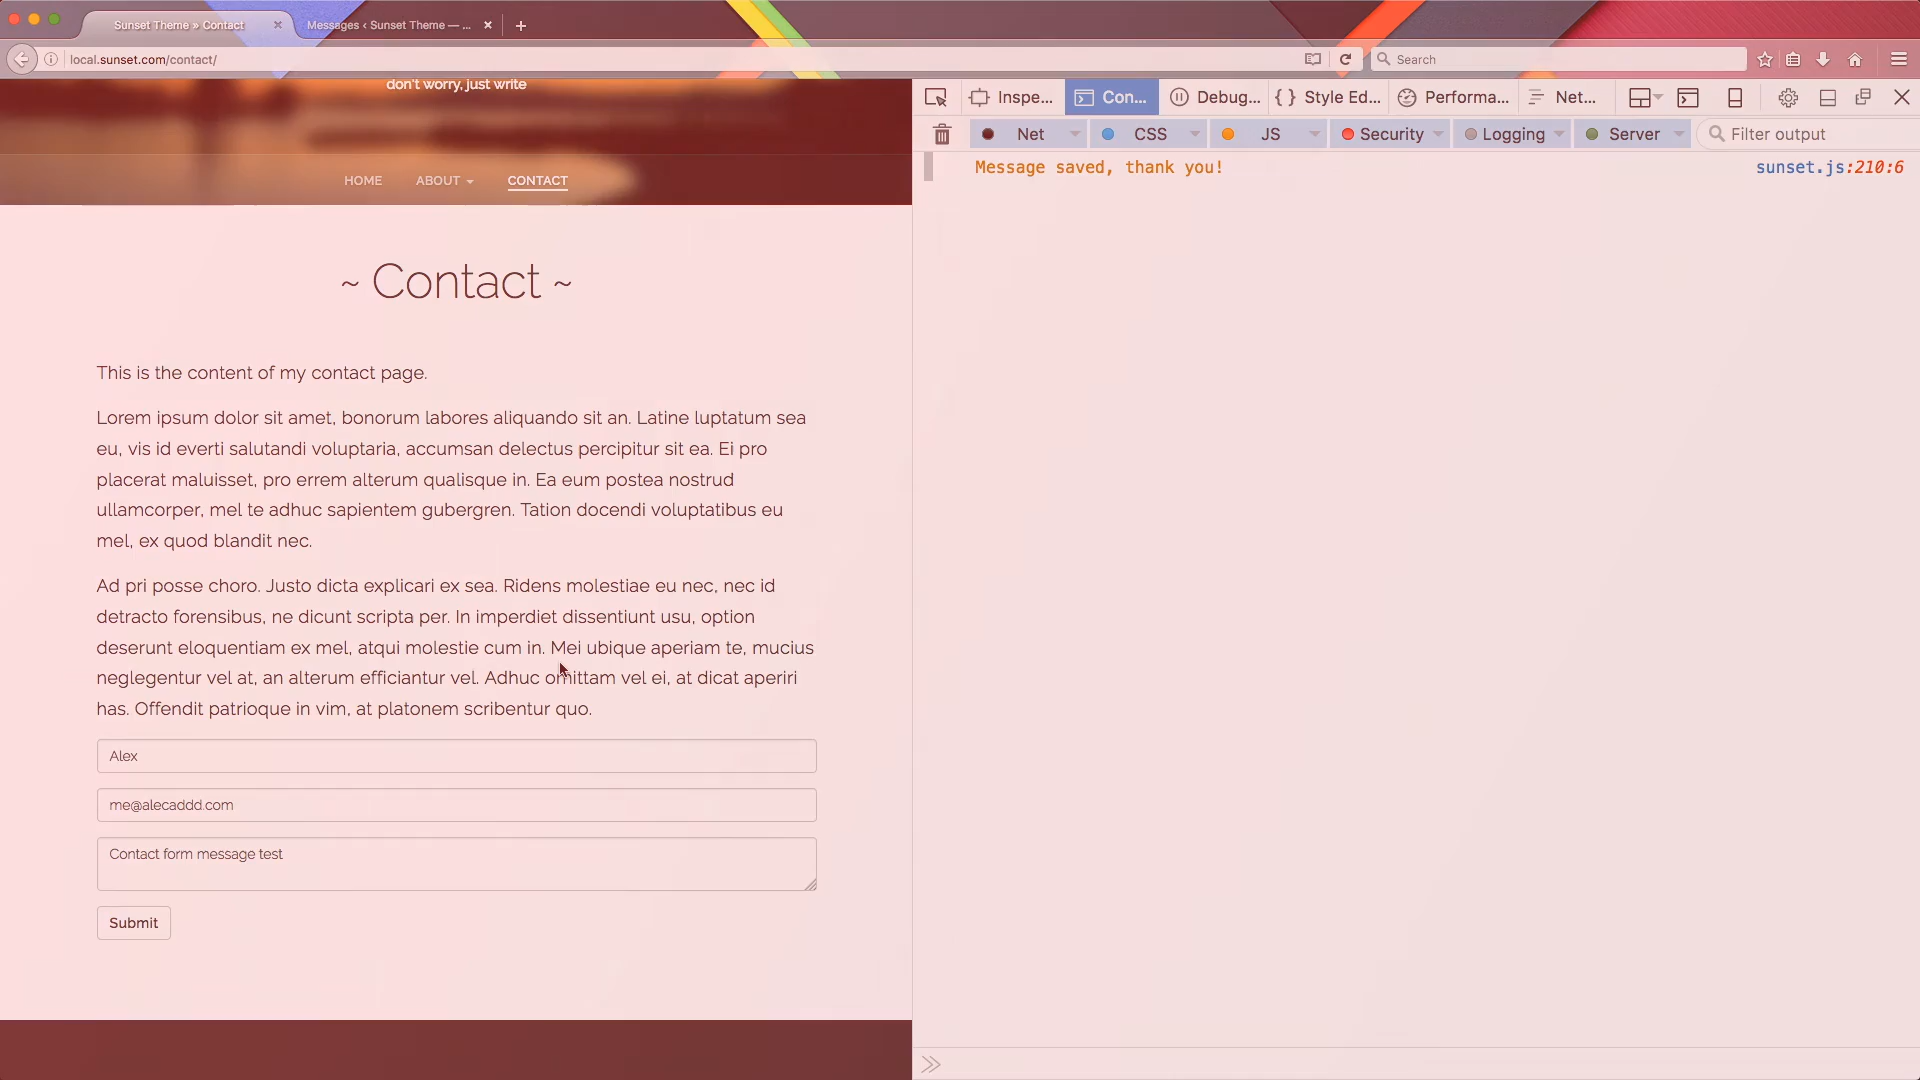 Sunset Theme » Contact
Messages ‹ Sunset Theme — ...
local.sunset.com/contact/
Search
don't worry, just write
HOME
ABOUT
CONTACT
~ Contact ~
This is the content of my contact page.
Lorem ipsum dolor sit amet, bonorum labores aliquando sit an. Latine luptatum sea
eu, vis id everti salutandi voluptaria, accumsan delectus percipitur sit ea. Ei pro
placerat maluisset, pro errem alterum qualisque in. Ea eum postea nostrud
ullamcorper, mel te adhuc sapientem gubergren. Tation docendi voluptatibus eu
mel, ex quod blandit nec.
Ad pri posse choro. Justo dicta explicari ex sea. Ridens molestiae eu nec, nec id
detracto forensibus, ne dicunt scripta per. In imperdiet dissentiunt usu, option
deserunt eloquentiam ex mel, atqui molestie cum in. Mei ubique aperiam te, mucius
neglegentur vel at, an alterum efficiantur vel. Adhuc omittam vel ei, at dicat aperiri
has. Offendit patrioque in vim, at platonem scribentur quo.
Alex
me@alecaddd.com
Contact form message test
Submit
Inspe...
Con...
Debug...
{ } Style Ed...
Performa...
Net...
Net
CSS
JS
Security
Logging
Server
Filter output
Message saved, thank you!
sunset.js:210:6